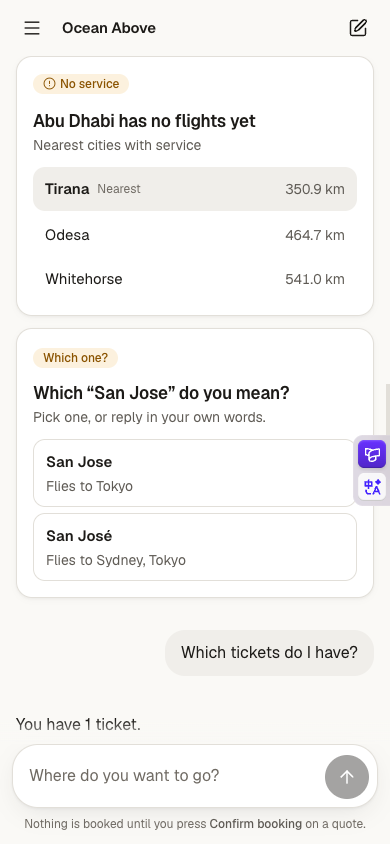 Ocean Above
No service
Abu Dhabi has no flights yet
Nearest cities with service
Tirana Nearest 350.9 km
Odesa 464.7 km
Whitehorse 541.0 km
Which one?
Which “San Jose” do you mean?
Pick one, or reply in your own words.
San Jose
Flies to Tokyo
San José
Flies to Sydney, Tokyo
中A
Which tickets do I have?
You have 1 ticket.
Where do you want to go?
Nothing is booked until you press Confirm booking on a quote.